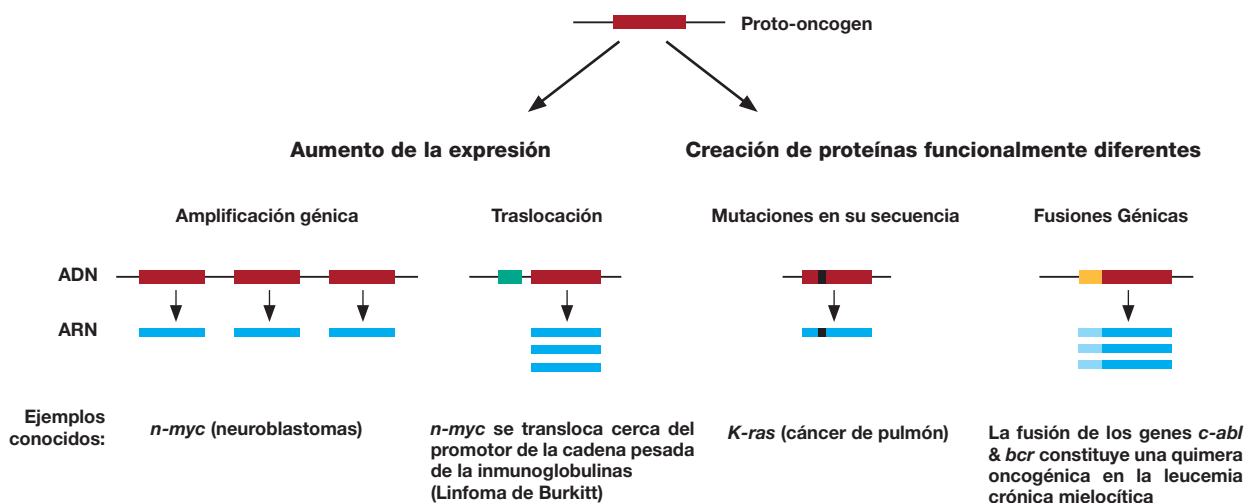 Proto-oncogen
Aumento de la expresión
Creación de proteínas funcionalmente diferentes
Amplificación génica
Traslocación
Mutaciones en su secuencia
Fusiones Génicas
ADN
ARN
Ejemplos
conocidos:
n-myc (neuroblastomas)
n-myc se transloca cerca del
promotor de la cadena pesada
de la inmunoglobulinas
(Linfoma de Burkitt)
K-ras (cáncer de pulmón)
La fusión de los genes c-abl
& bcr constituye una quimera
oncogénica en la leucemia
crónica mielocítica